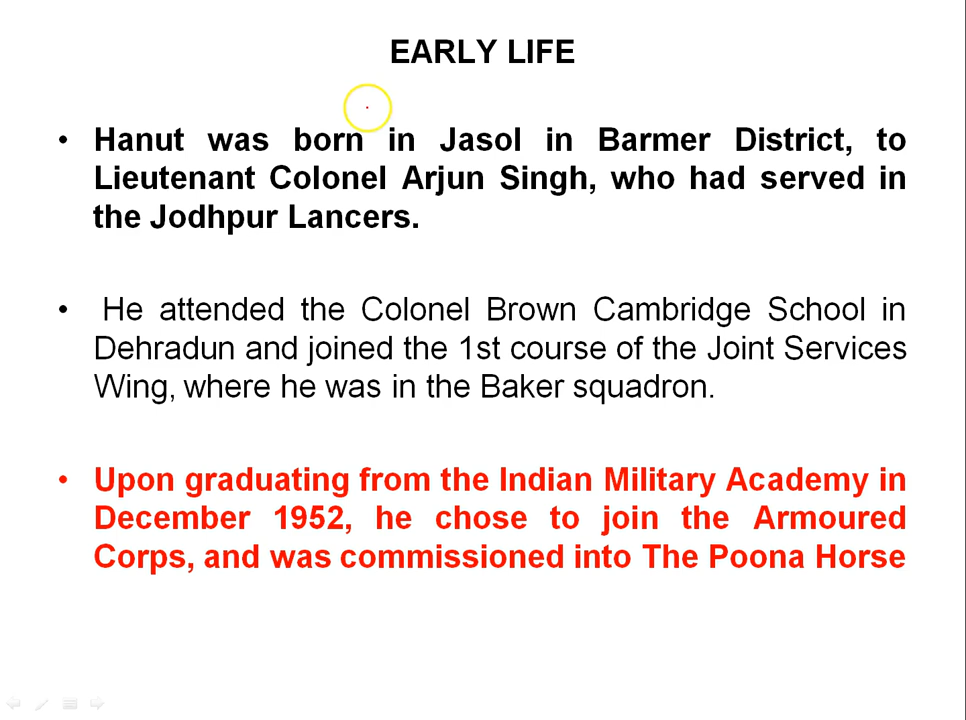 EARLY LIFE
• Hanut was born in Jasol in Barmer District, to
Lieutenant Colonel Arjun Singh, who had served in
the Jodhpur Lancers.
• He attended the Colonel Brown Cambridge School in
Dehradun and joined the 1st course of the Joint Services
Wing, where he was in the Baker squadron.
• Upon graduating from the Indian Military Academy in
December 1952, he chose to join the Armoured
Corps, and was commissioned into The Poona Horse